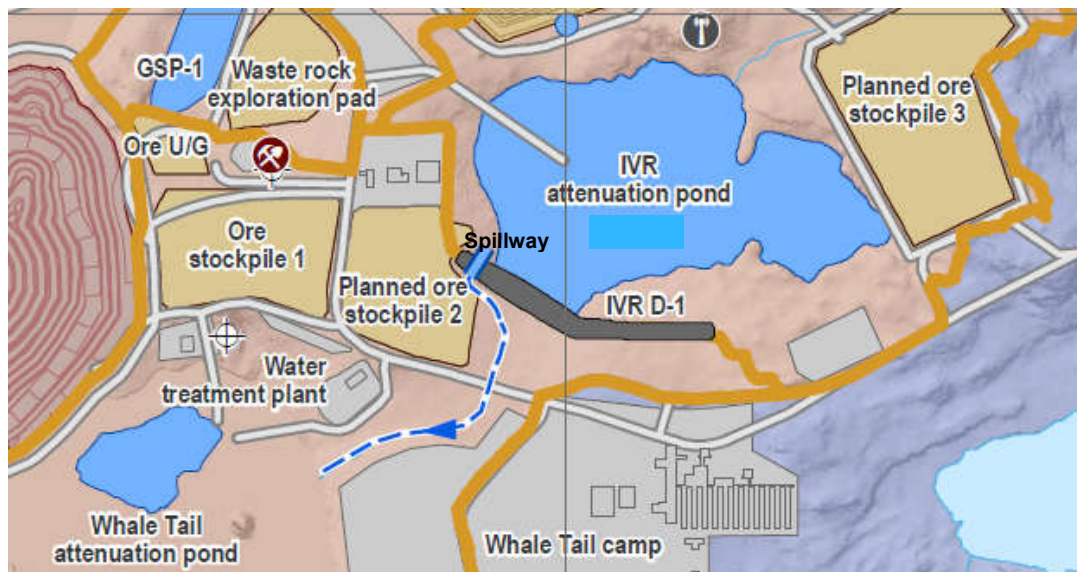 GSP-1
Waste rock
exploration pad
Ore U/G
Planned ore
stockpile 3
IVR
attenuation pond
Spillway
Ore
stockpile 1
Planned ore
stockpile 2
IVR D-1
Water
treatment plant
Whale Tail
attenuation pond
Whale Tail camp